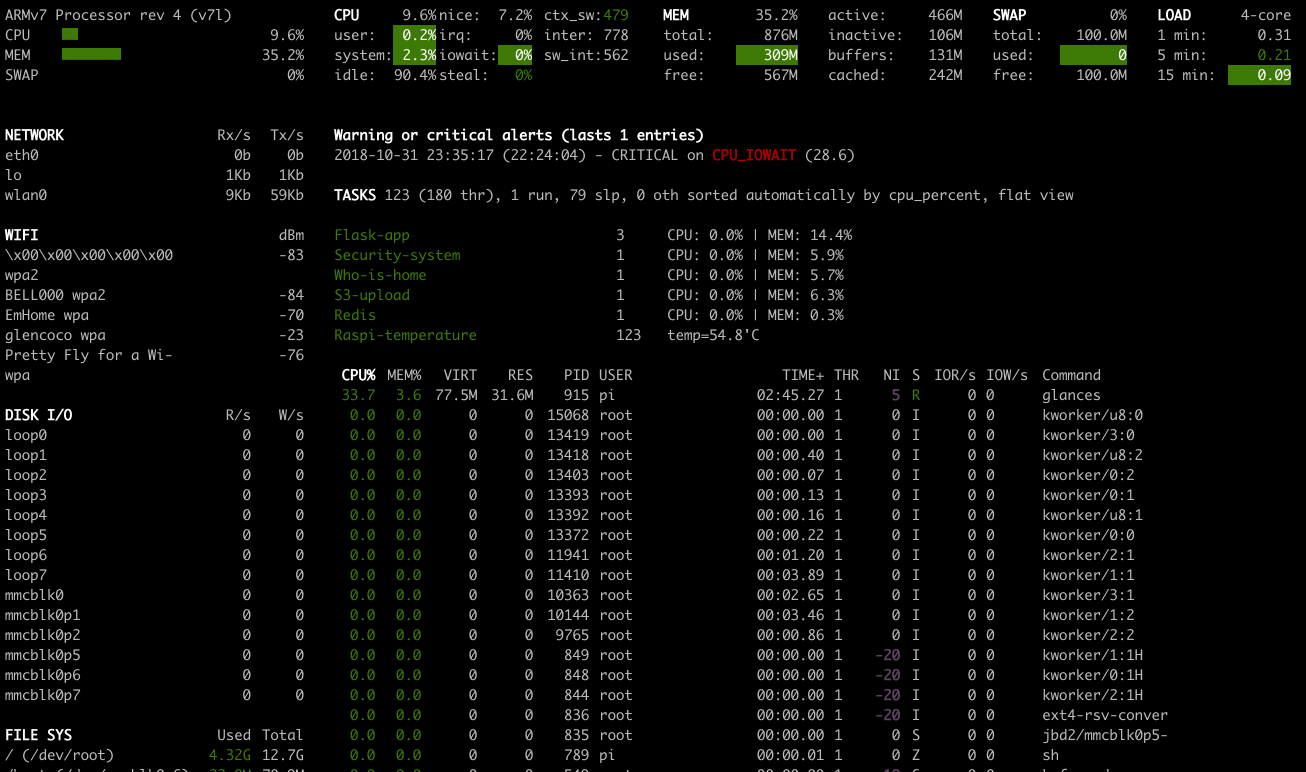 ARMv7 Processor rev 4 (v7l) CPU 9.6% nice: 7.2% ctx_sw:479 MEM 35.2% active: 466M SWAP 0% LOAD 4-core
CPU 9.6% user: 0.2% irq: 0% inter: 778 total: 876M inactive: 106M total: 100.0M 1 min: 0.31
MEM 35.2% system: 2.3% iowait: 0% sw_int:562 used: 309M buffers: 131M used: 0 5 min: 0.21
SWAP 0% idle: 90.4% steal: 0% free: 567M cached: 242M free: 100.0M 15 min: 0.09
NETWORK Rx/s Tx/s Warning or critical alerts (lasts 1 entries)
eth0 0b 0b 2018-10-31 23:35:17 (22:24:04) - CRITICAL on CPU_IOWAIT (28.6)
lo 1Kb 1Kb
wlan0 9Kb 59Kb TASKS 123 (180 thr), 1 run, 79 slp, 0 oth sorted automatically by cpu_percent, flat view
WIFI dBm Flask-app 3 CPU: 0.0% | MEM: 14.4%
\x00\x00\x00\x00\x00 -83 Security-system 1 CPU: 0.0% | MEM: 5.9%
wpa2 Who-is-home 1 CPU: 0.0% | MEM: 5.7%
BELL000 wpa2 -84 S3-upload 1 CPU: 0.0% | MEM: 6.3%
EmHome wpa -70 Redis 1 CPU: 0.0% | MEM: 0.3%
glencoco wpa -23 Raspi-temperature 123 temp=54.8'C
Pretty Fly for a Wi- -76
wpa CPU% MEM% VIRT RES PID USER TIME+ THR NI S IOR/s IOW/s Command
33.7 3.6 77.5M 31.6M 915 pi 02:45.27 1 5 R 0 0 glances
DISK I/O R/s W/s 0.0 0.0 0 0 15068 root 00:00.00 1 0 I 0 0 kworker/u8:0
loop0 0 0 0.0 0.0 0 0 13419 root 00:00.00 1 0 I 0 0 kworker/3:0
loop1 0 0 0.0 0.0 0 0 13418 root 00:00.40 1 0 I 0 0 kworker/u8:2
loop2 0 0 0.0 0.0 0 0 13403 root 00:00.07 1 0 I 0 0 kworker/0:2
loop3 0 0 0.0 0.0 0 0 13393 root 00:00.13 1 0 I 0 0 kworker/0:1
loop4 0 0 0.0 0.0 0 0 13392 root 00:00.16 1 0 I 0 0 kworker/u8:1
loop5 0 0 0.0 0.0 0 0 13372 root 00:00.22 1 0 I 0 0 kworker/0:0
loop6 0 0 0.0 0.0 0 0 11941 root 00:01.20 1 0 I 0 0 kworker/2:1
loop7 0 0 0.0 0.0 0 0 11410 root 00:03.89 1 0 I 0 0 kworker/1:1
mmcblk0 0 0 0.0 0.0 0 0 10363 root 00:02.65 1 0 I 0 0 kworker/3:1
mmcblk0p1 0 0 0.0 0.0 0 0 10144 root 00:03.46 1 0 I 0 0 kworker/1:2
mmcblk0p2 0 0 0.0 0.0 0 0 9765 root 00:00.86 1 0 I 0 0 kworker/2:2
mmcblk0p5 0 0 0.0 0.0 0 0 849 root 00:00.00 1 -20 I 0 0 kworker/1:1H
mmcblk0p6 0 0 0.0 0.0 0 0 848 root 00:00.00 1 -20 I 0 0 kworker/0:1H
mmcblk0p7 0 0 0.0 0.0 0 0 844 root 00:00.00 1 -20 I 0 0 kworker/2:1H
0.0 0.0 0 0 836 root 00:00.00 1 -20 I 0 0 ext4-rsv-conver
FILE SYS Used Total 0.0 0.0 0 0 835 root 00:00.00 1 0 S 0 0 jbd2/mmcblk0p5-
/ (/dev/root) 4.32G 12.7G 0.0 0.0 0 0 789 pi 00:00.01 1 0 Z 0 0 sh